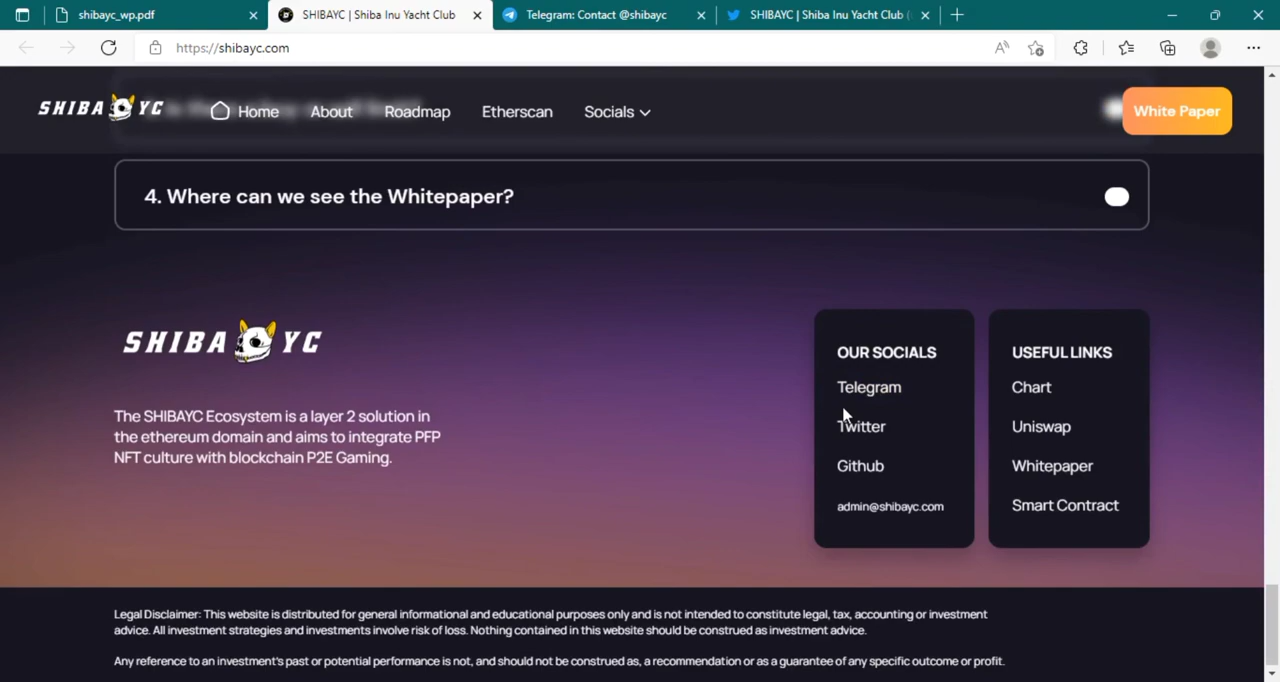 shibayc_wp.pdf
SHIBAYC | Shiba Inu Yacht Club
Telegram: Contact @shibayc
SHIBAYC | Shiba Inu Yacht Club (
https://shibayc.com
SHIBA YC
Home
About
Roadmap
Etherscan
Socials
White Paper
4. Where can we see the Whitepaper?
SHIBA YC
The SHIBAYC Ecosystem is a layer 2 solution in
the ethereum domain and aims to integrate PFP
NFT culture with blockchain P2E Gaming.
OUR SOCIALS
Telegram
Twitter
Github
admin@shibayc.com
USEFUL LINKS
Chart
Uniswap
Whitepaper
Smart Contract
Legal Disclaimer: This website is distributed for general informational and educational purposes only and is not intended to constitute legal, tax, accounting or investment
advice. All investment strategies and investments involve risk of loss. Nothing contained in this website should be construed as investment advice.
Any reference to an investment's past or potential performance is not, and should not be construed as, a recommendation or as a guarantee of any specific outcome or profit.